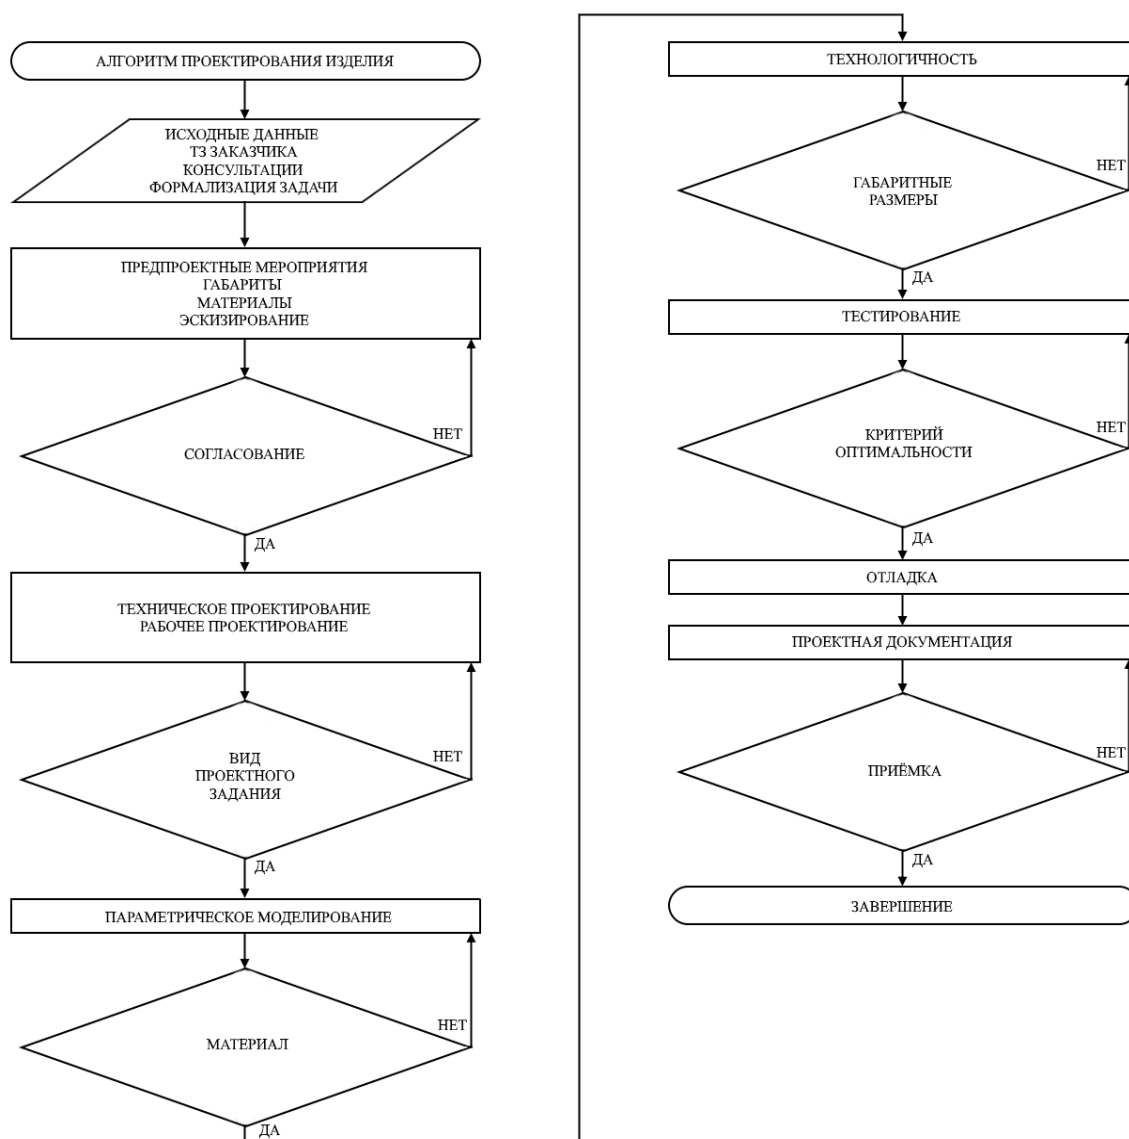 АЛГОРИТМ ПРОЕКТИРОВАНИЯ ИЗДЕЛИЯ
ИСХОДНЫЕ ДАННЫЕ
ТЗ ЗАКАЗЧИКА
КОНСУЛЬТАЦИИ
ФОРМАЛИЗАЦИЯ ЗАДАЧИ
ПРЕДПРОЕКТНЫЕ МЕРОПРИЯТИЯ
ГАБАРИТЫ
МАТЕРИАЛЫ
ЭСКИЗИРОВАНИЕ
НЕТ
СОГЛАСОВАНИЕ
ДА
ТЕХНИЧЕСКОЕ ПРОЕКТИРОВАНИЕ
РАБОЧЕЕ ПРОЕКТИРОВАНИЕ
НЕТ
ВИД
ПРОЕКТНОГО
ЗАДАНИЯ
ДА
ПАРАМЕТРИЧЕСКОЕ МОДЕЛИРОВАНИЕ
НЕТ
МАТЕРИАЛ
ДА
ТЕХНОЛОГИЧНОСТЬ
НЕТ
ГАБАРИТНЫЕ
РАЗМЕРЫ
ДА
ТЕСТИРОВАНИЕ
НЕТ
КРИТЕРИЙ
ОПТИМАЛЬНОСТИ
ДА
ОТЛАДКА
ПРОЕКТНАЯ ДОКУМЕНТАЦИЯ
НЕТ
ПРИЁМКА
ДА
ЗАВЕРШЕНИЕ